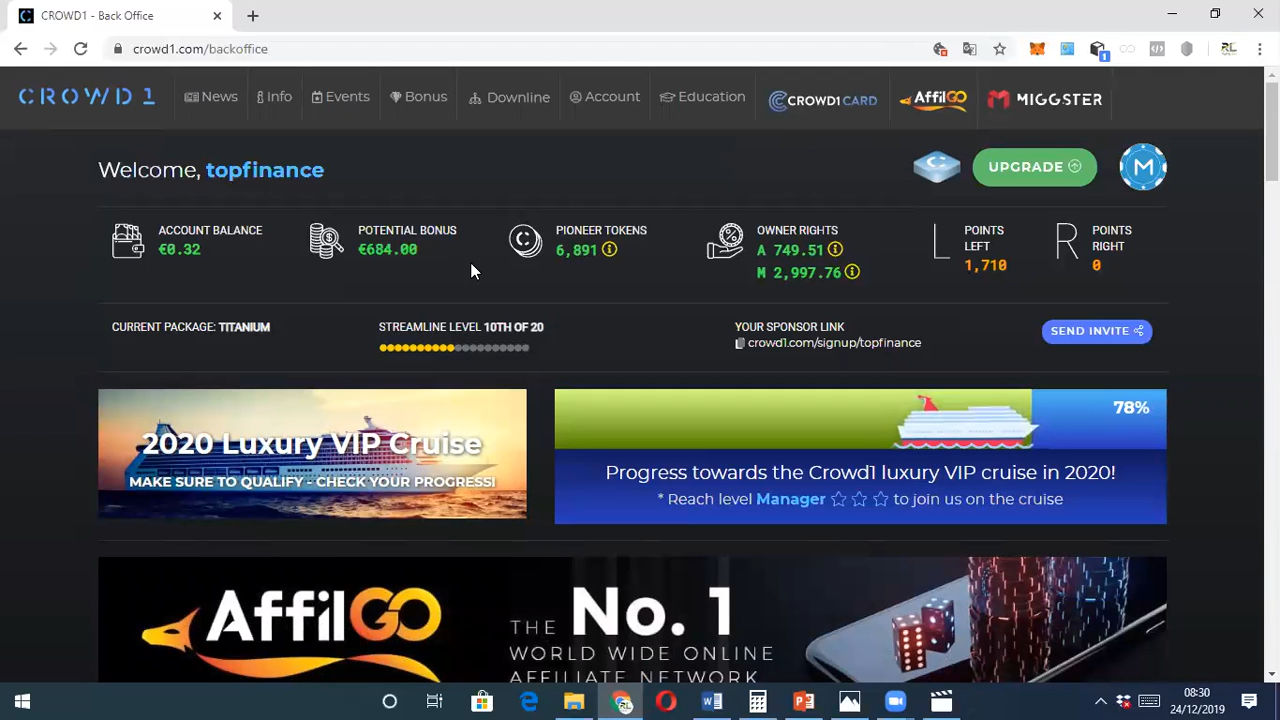 CROWD1 - Back Office
crowd1.com/backoffice
CROWD1
News
Info
Events
Bonus
Downline
Account
Education
CROWD1CARD
AffilGO
MIGGSTER
Welcome, topfinance
UPGRADE
M
ACCOUNT BALANCE
€0.32
POTENTIAL BONUS
€684.00
PIONEER TOKENS
6,891
OWNER RIGHTS
A 749.51
M 2,997.76
L
POINTS
LEFT
1,710
R
POINTS
RIGHT
0
CURRENT PACKAGE: TITANIUM
STREAMLINE LEVEL 10TH OF 20
YOUR SPONSOR LINK
crowd1.com/signup/topfinance
SEND INVITE
2020 Luxury VIP Cruise
MAKE SURE TO QUALIFY - CHECK YOUR PROGRESS!
78%
Progress towards the Crowd1 luxury VIP cruise in 2020!
* Reach level Manager ☆ ☆ ☆ to join us on the cruise
AffilGO
THE No. 1
WORLD WIDE ONLINE
AFFILIATE NETWORK
08:30
24/12/2019